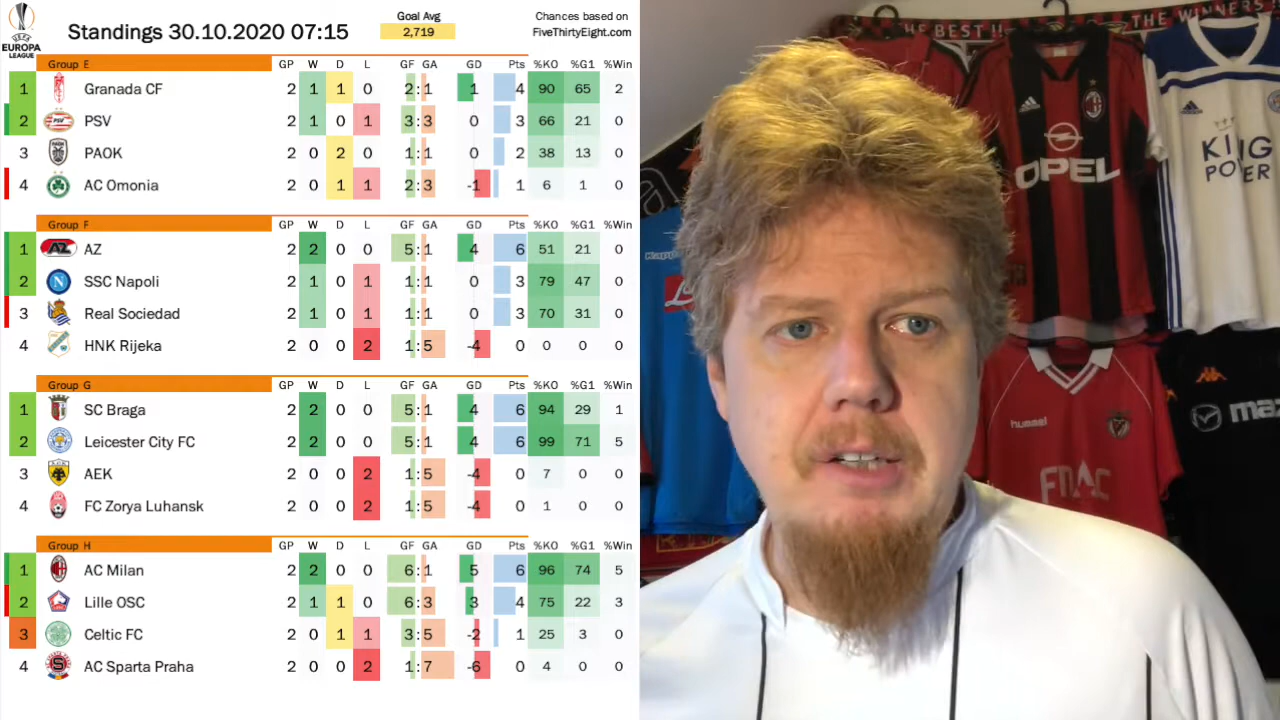 Standings 30.10.2020 07:15
Goal Avg
2,719
Chances based on
FiveThirtyEight.com
EUROPA
LEAGUE
Group E GP W D L GF GA GD Pts %KO %G1 %Win
1 Granada CF 2 1 1 0 2:1 1 4 90 65 2
2 PSV 2 1 0 1 3:3 0 3 66 21 0
3 PAOK 2 0 2 0 1:1 0 2 38 13 0
4 AC Omonia 2 0 1 1 2:3 -1 1 6 1 0
Group F GP W D L GF GA GD Pts %KO %G1 %Win
1 AZ 2 2 0 0 5:1 4 6 51 21 0
2 SSC Napoli 2 1 0 1 1:1 0 3 79 47 0
3 Real Sociedad 2 1 0 1 1:1 0 3 70 31 0
4 HNK Rijeka 2 0 0 2 1:5 -4 0 0 0 0
Group G GP W D L GF GA GD Pts %KO %G1 %Win
1 SC Braga 2 2 0 0 5:1 4 6 94 29 1
2 Leicester City FC 2 2 0 0 5:1 4 6 99 71 5
3 AEK 2 0 0 2 1:5 -4 0 7 0 0
4 FC Zorya Luhansk 2 0 0 2 1:5 -4 0 1 0 0
Group H GP W D L GF GA GD Pts %KO %G1 %Win
1 AC Milan 2 2 0 0 6:1 5 6 96 74 5
2 Lille OSC 2 1 1 0 6:3 3 4 75 22 3
3 Celtic FC 2 0 1 1 3:5 -2 1 25 3 0
4 AC Sparta Praha 2 0 0 2 1:7 -6 0 4 0 0
THE BEST !!
THE WINNERS
adidas
OPEL
adidas
KING
POWER
Kappa
hummel